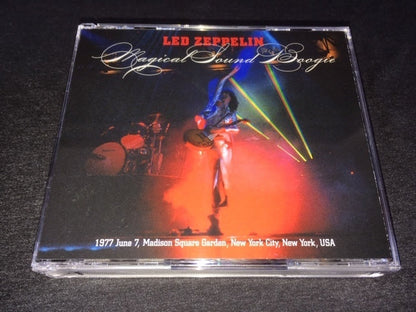 LED ZEPPELIN
Magical Sound Boogie
1977 June 7, Madison Square Garden, New York City, New York, USA